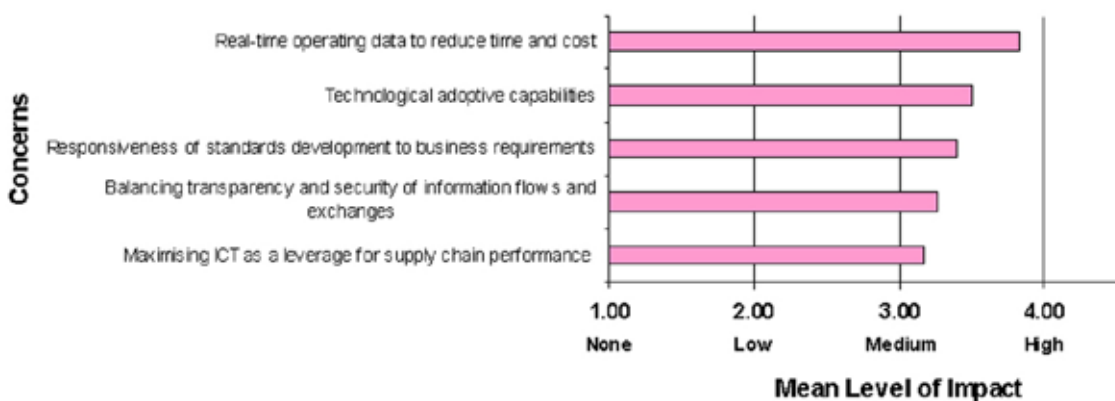 Concerns
Real-time operating data to reduce time and cost
Technological adoptive capabilities
Responsiveness of standards development to business requirements
Balancing transparency and security of information flows and
exchanges
Maximising ICT as a leverage for supply chain performance
1.00 2.00 3.00 4.00
None Low Medium High
Mean Level of Impact